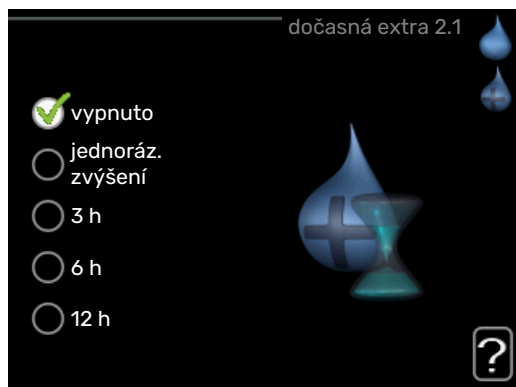 dočasná extra 2.1
vypnuto
jednoráz.
zvýšení
3 h
6 h
12 h
?